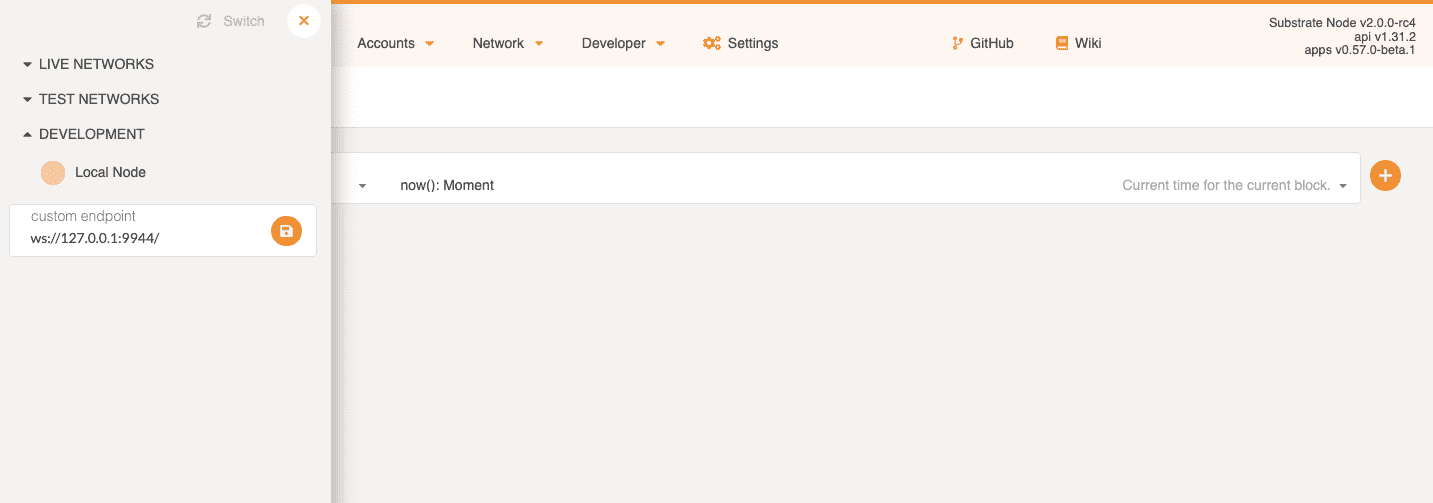 Switch
LIVE NETWORKS
TEST NETWORKS
DEVELOPMENT
Local Node
custom endpoint
ws://127.0.0.1:9944/
Accounts Network Developer Settings GitHub Wiki
Substrate Node v2.0.0-rc4
api v1.31.2
apps v0.57.0-beta.1
now(): Moment Current time for the current block.